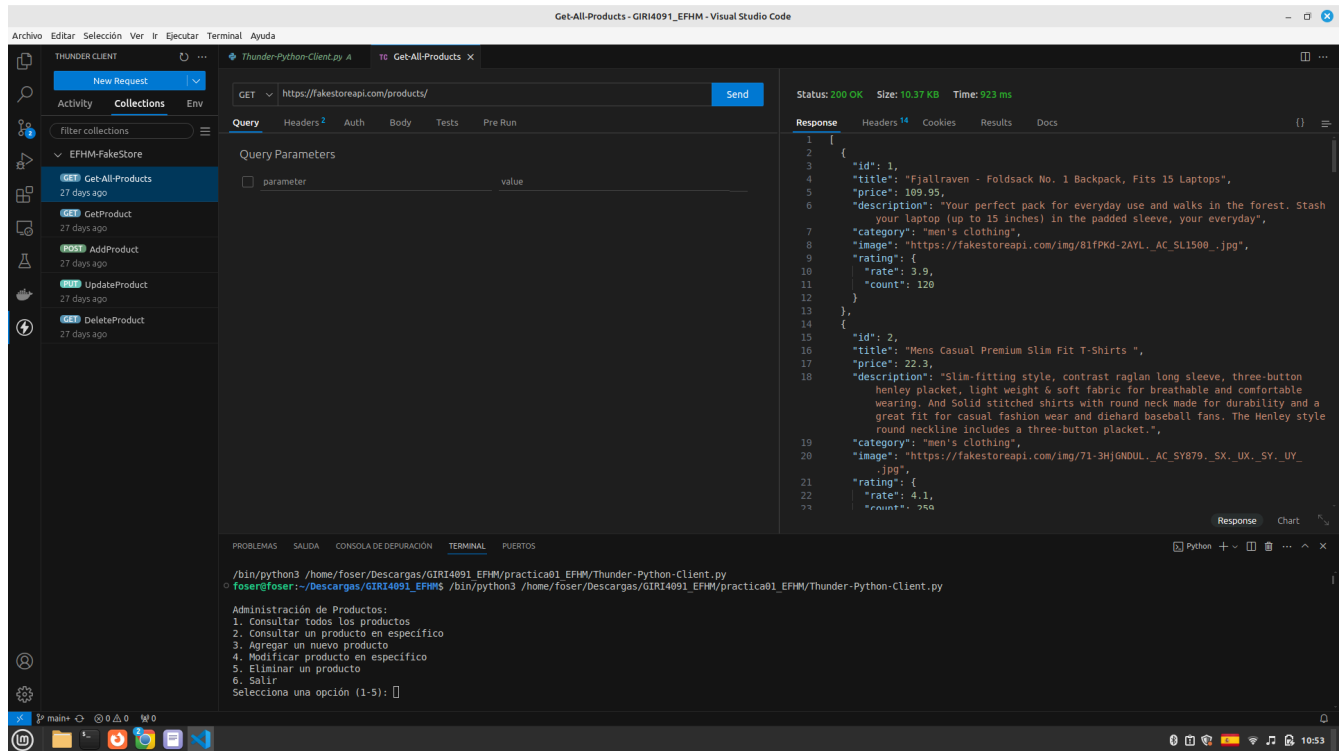 Get-All-Products - GIRI4091_EFHM - Visual Studio Code
Archivo Editar Selección Ver Ir Ejecutar Terminal Ayuda
THUNDER CLIENT
New Request
Activity Collections Env
filter collections
EFHM-FakeStore
GET Get-All-Products
27 days ago
GET GetProduct
27 days ago
POST AddProduct
27 days ago
PUT UpdateProduct
27 days ago
GET DeleteProduct
27 days ago
Thunder-Python-Client.py A
TC Get-All-Products
GET https://fakestoreapi.com/products/ Send
Query Headers 2 Auth Body Tests Pre Run
Query Parameters
parameter value
Status: 200 OK Size: 10.37 KB Time: 923 ms
Response Headers 14 Cookies Results Docs {}
1 [
2 {
3 "id": 1,
4 "title": "Fjallraven - Foldsack No. 1 Backpack, Fits 15 Laptops",
5 "price": 109.95,
6 "description": "Your perfect pack for everyday use and walks in the forest. Stash
your laptop (up to 15 inches) in the padded sleeve, your everyday",
7 "category": "men's clothing",
8 "image": "https://fakestoreapi.com/img/81fPKd-2AYL._AC_SL1500_.jpg",
9 "rating": {
10 "rate": 3.9,
11 "count": 120
12 }
13 },
14 {
15 "id": 2,
16 "title": "Mens Casual Premium Slim Fit T-Shirts ",
17 "price": 22.3,
18 "description": "Slim-fitting style, contrast raglan long sleeve, three-button
henley placket, light weight & soft fabric for breathable and comfortable
wearing. And Solid stitched shirts with round neck made for durability and a
great fit for casual fashion wear and diehard baseball fans. The Henley style
round neckline includes a three-button placket.",
19 "category": "men's clothing",
20 "image": "https://fakestoreapi.com/img/71-3HjGNDUL._AC_SY879._SX._UX._SY._UY_
.jpg",
21 "rating": {
22 "rate": 4.1,
23 "count": 259
Response Chart
PROBLEMAS SALIDA CONSOLA DE DEPURACIÓN TERMINAL PUERTOS
Python
/bin/python3 /home/foser/Descargas/GIRI4091_EFHM/practica01_EFHM/Thunder-Python-Client.py
foser@foser:~/Descargas/GIRI4091_EFHM$ /bin/python3 /home/foser/Descargas/GIRI4091_EFHM/practica01_EFHM/Thunder-Python-Client.py
Administración de Productos:
1. Consultar todos los productos
2. Consultar un producto en específico
3. Agregar un nuevo producto
4. Modificar producto en específico
5. Eliminar un producto
6. Salir
Selecciona una opción (1-5):
main+ 0 0 0
10:53